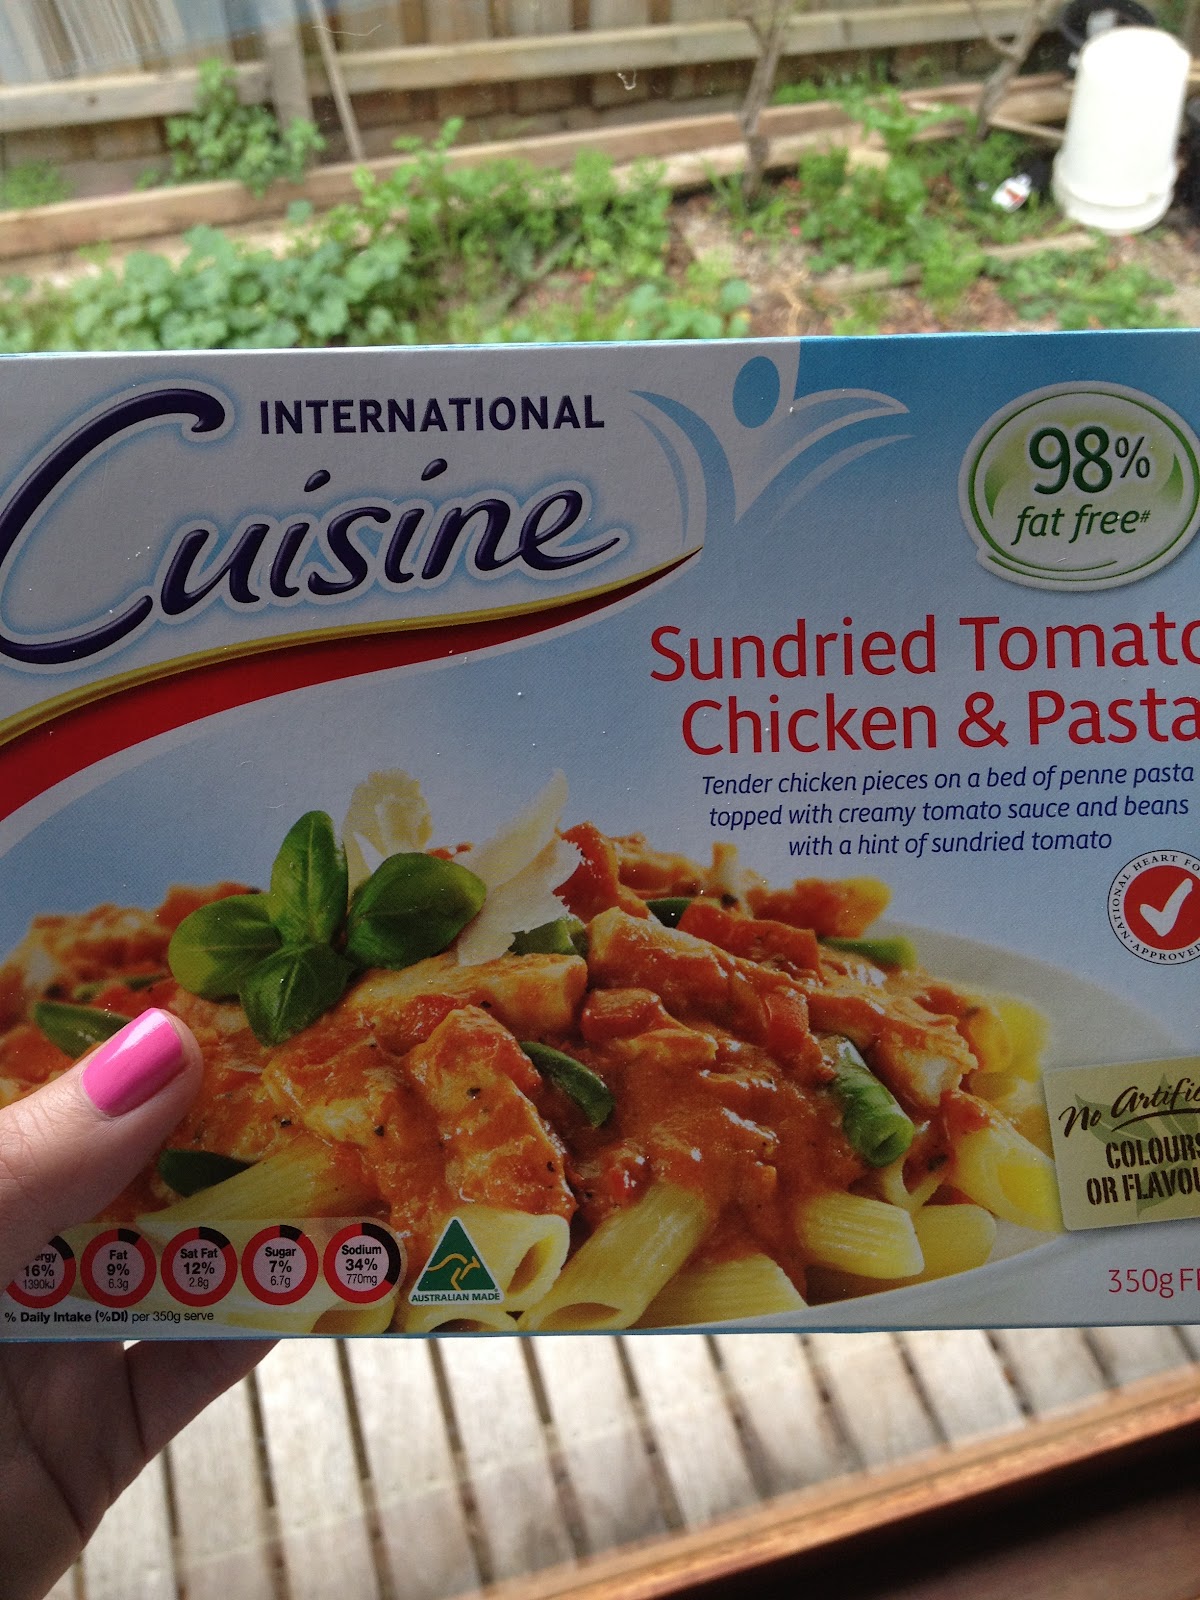 INTERNATIONAL
Cuisine
98%
fat free#
Sundried Tomato
Chicken & Pasta
Tender chicken pieces on a bed of penne pasta
topped with creamy tomato sauce and beans
with a hint of sundried tomato
NATIONAL HEART FO
APPROVED
No Artific
COLOURS
OR FLAVOU
350g
rgy 16% 1390kJ
Fat 9% 6.3g
Sat Fat 12% 2.8g
Sugar 7% 6.7g
Sodium 34% 770mg
AUSTRALIAN MADE
% Daily Intake (%DI) per 350g serve